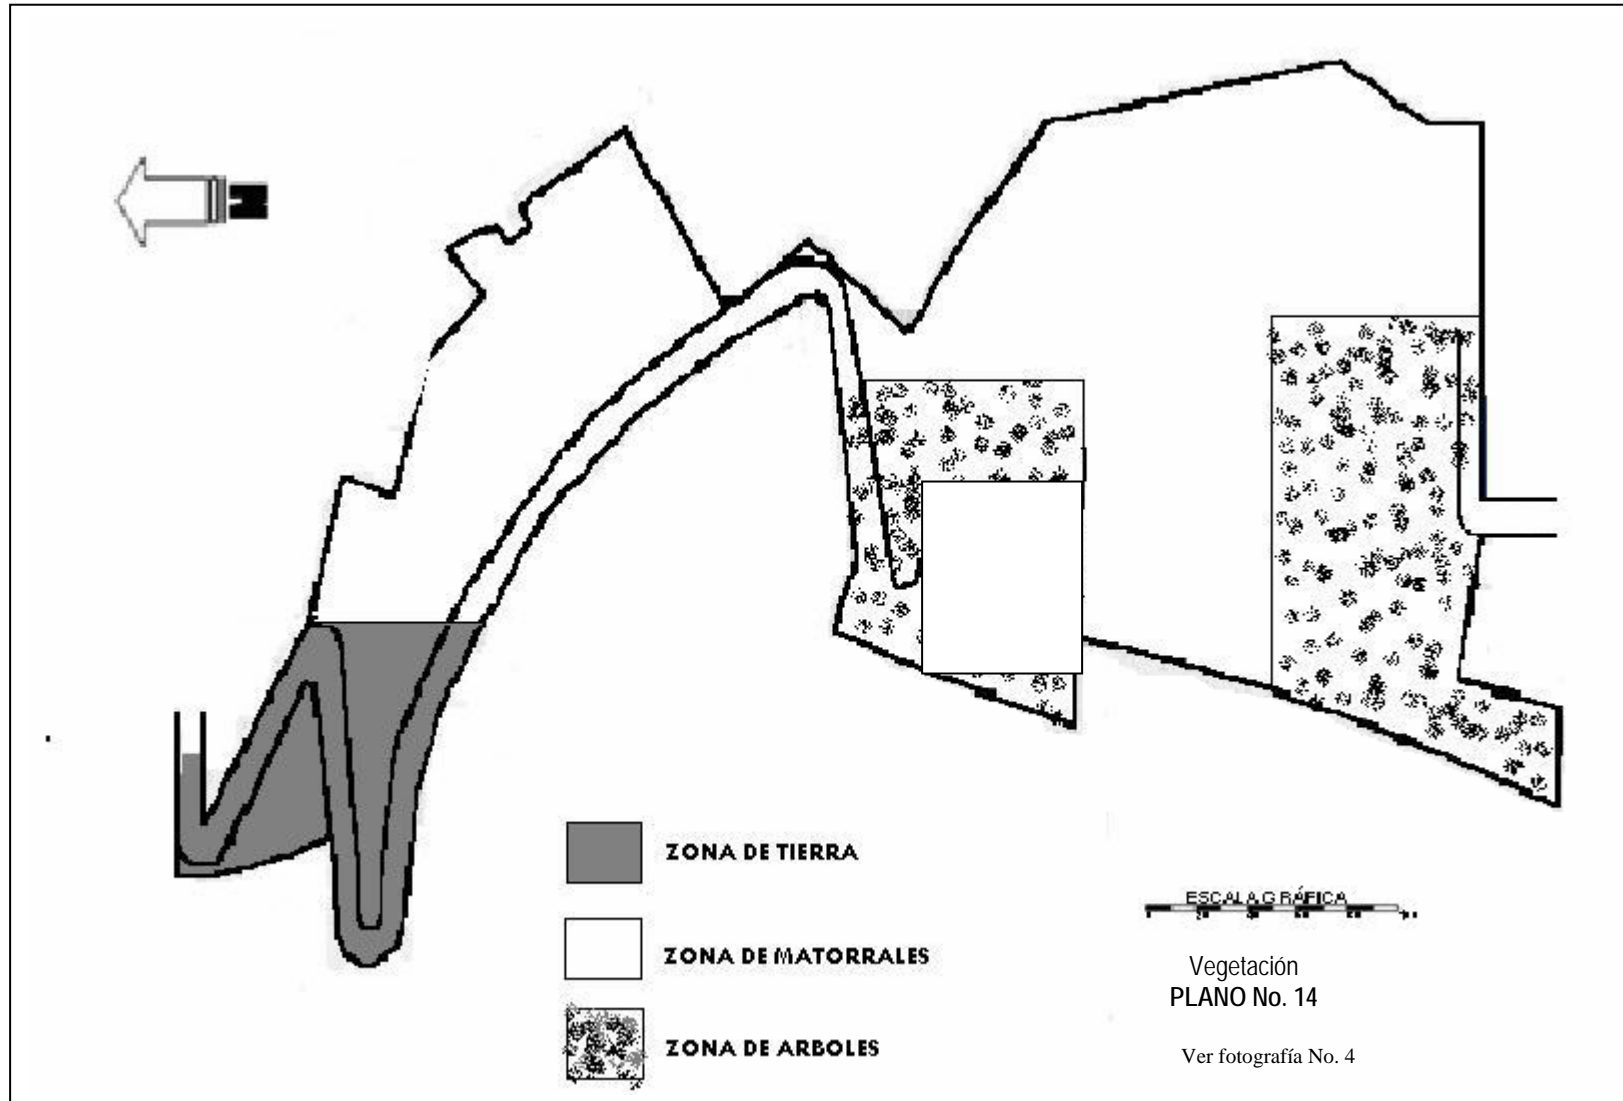 ZONA DE TIERRA
ZONA DE MATORRALES
ZONA DE ARBOLES
ESCALA GRÁFICA
Vegetación
PLANO No. 14
Ver fotografía No. 4